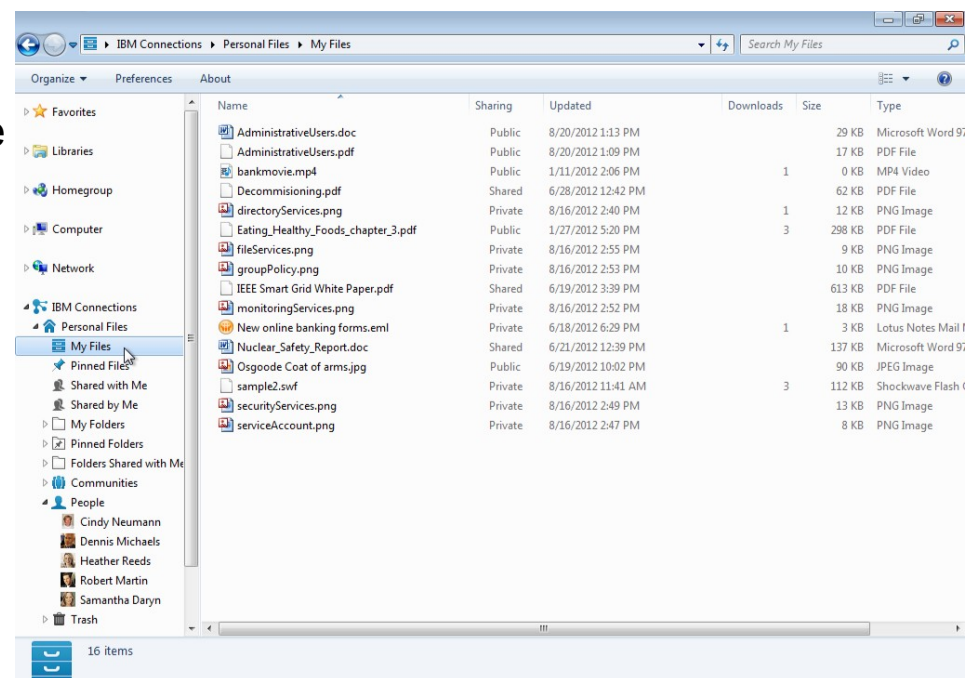 IBM Connections ▸ Personal Files ▸ My Files Search My Files
Organize Preferences About
e
Favorites
Libraries
Homegroup
Computer
Network
IBM Connections
Personal Files
My Files
Pinned Files
Shared with Me
Shared by Me
My Folders
Pinned Folders
Folders Shared with Me
Communities
People
Cindy Neumann
Dennis Michaels
Heather Reeds
Robert Martin
Samantha Daryn
Trash
Name Sharing Updated Downloads Size Type
AdministrativeUsers.doc Public 8/20/2012 1:13 PM 29 KB Microsoft Word 97
AdministrativeUsers.pdf Public 8/20/2012 1:09 PM 17 KB PDF File
bankmovie.mp4 Public 1/11/2012 2:06 PM 1 0 KB MP4 Video
Decommisioning.pdf Shared 6/28/2012 12:42 PM 62 KB PDF File
directoryServices.png Private 8/16/2012 2:40 PM 1 12 KB PNG Image
Eating_Healthy_Foods_chapter_3.pdf Public 1/27/2012 5:20 PM 3 298 KB PDF File
fileServices.png Private 8/16/2012 2:55 PM 9 KB PNG Image
groupPolicy.png Private 8/16/2012 2:53 PM 10 KB PNG Image
IEEE Smart Grid White Paper.pdf Shared 6/19/2012 3:39 PM 613 KB PDF File
monitoringServices.png Private 8/16/2012 2:52 PM 18 KB PNG Image
New online banking forms.eml Private 6/18/2012 6:29 PM 1 3 KB Lotus Notes Mail
Nuclear_Safety_Report.doc Shared 6/21/2012 12:39 PM 137 KB Microsoft Word 97
Osgoode Coat of arms.jpg Public 6/19/2012 10:02 PM 90 KB JPEG Image
sample2.swf Private 8/16/2012 11:41 AM 3 112 KB Shockwave Flash
securityServices.png Private 8/16/2012 2:49 PM 13 KB PNG Image
serviceAccount.png Private 8/16/2012 2:47 PM 8 KB PNG Image
16 items